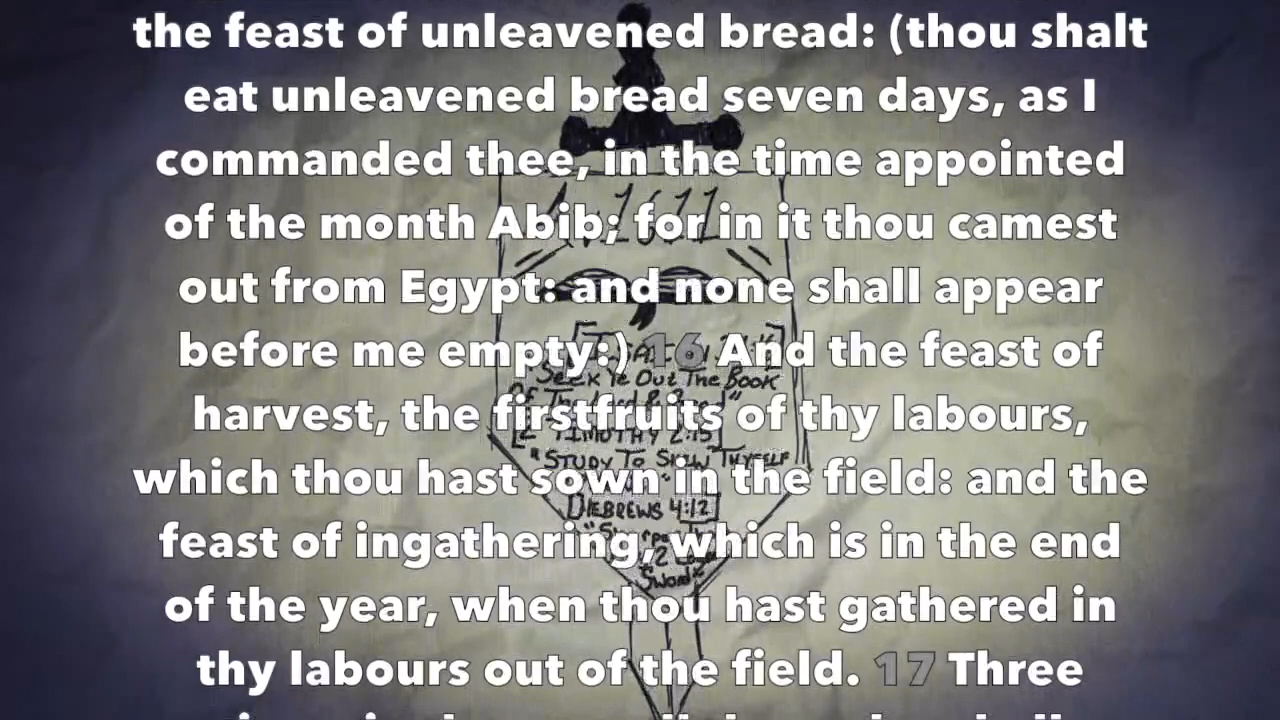 the feast of unleavened bread: (thou shalt
eat unleavened bread seven days, as I
commanded thee, in the time appointed
of the month Abib; for in it thou camest
out from Egypt: and none shall appear
before me empty:) 16 And the feast of
harvest, the firstfruits of thy labours,
which thou hast sown in the field: and the
feast of ingathering, which is in the end
of the year, when thou hast gathered in
thy labours out of the field. 17 Three
1611
Seek Ye Out The Book
2 TIMOTHY 2:15
"STUDY TO SHEW THYSELF
HEBREWS 4:12
Sword"